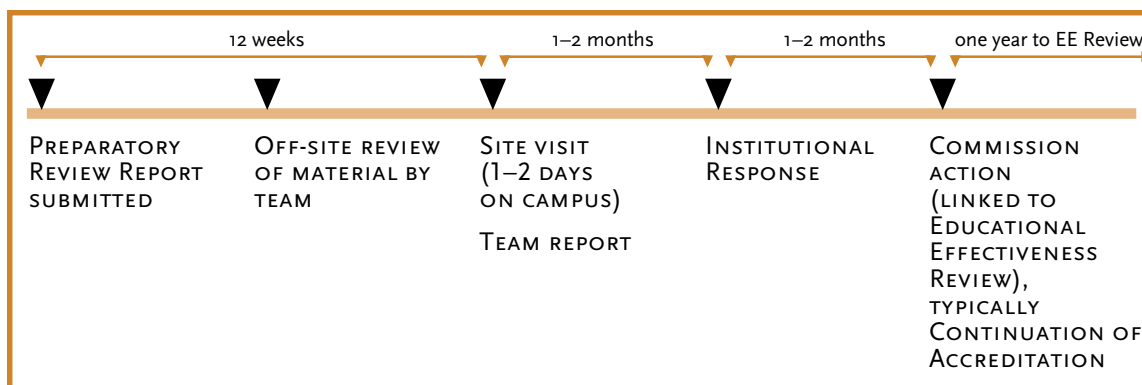 12 weeks
1–2 months
1–2 months
one year to EE Review
Preparatory
Review Report
submitted
Off-site review
of material by
team
Site visit
(1–2 days
on campus)
Team report
Institutional
Response
Commission
action
(linked to
Educational
Effectiveness
Review),
typically
Continuation of
Accreditation